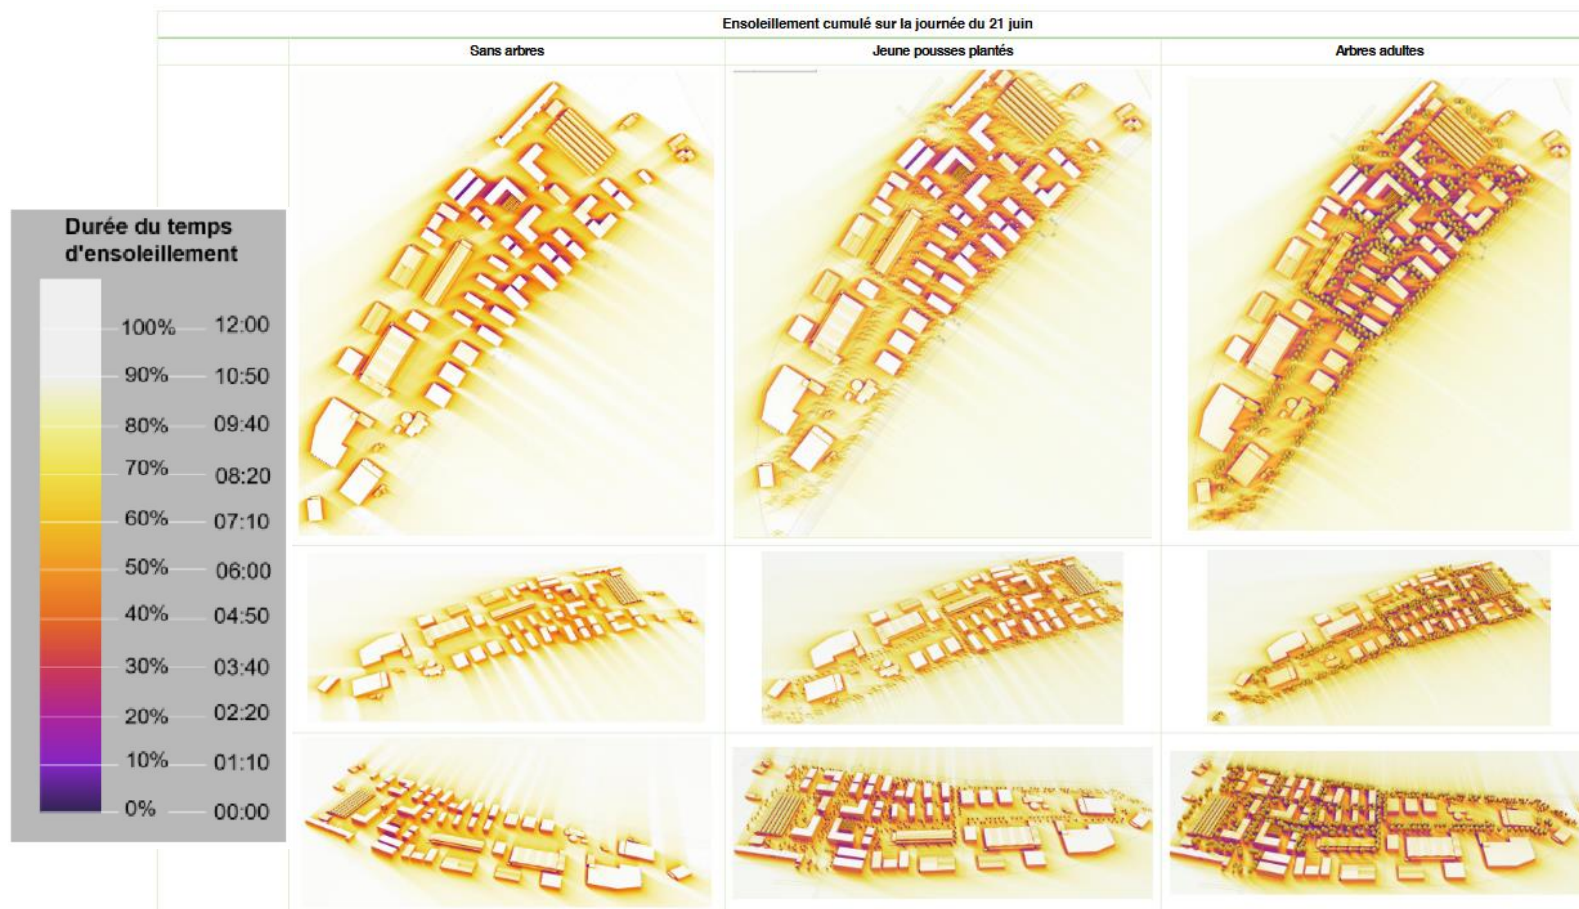 Ensoleillement cumulé sur la journée du 21 juin
Sans arbres
Jeune pousses plantés
Arbres adultes
Durée du temps
d'ensoleillement
100% 12:00
90% 10:50
80% 09:40
70% 08:20
60% 07:10
50% 06:00
40% 04:50
30% 03:40
20% 02:20
10% 01:10
0% 00:00